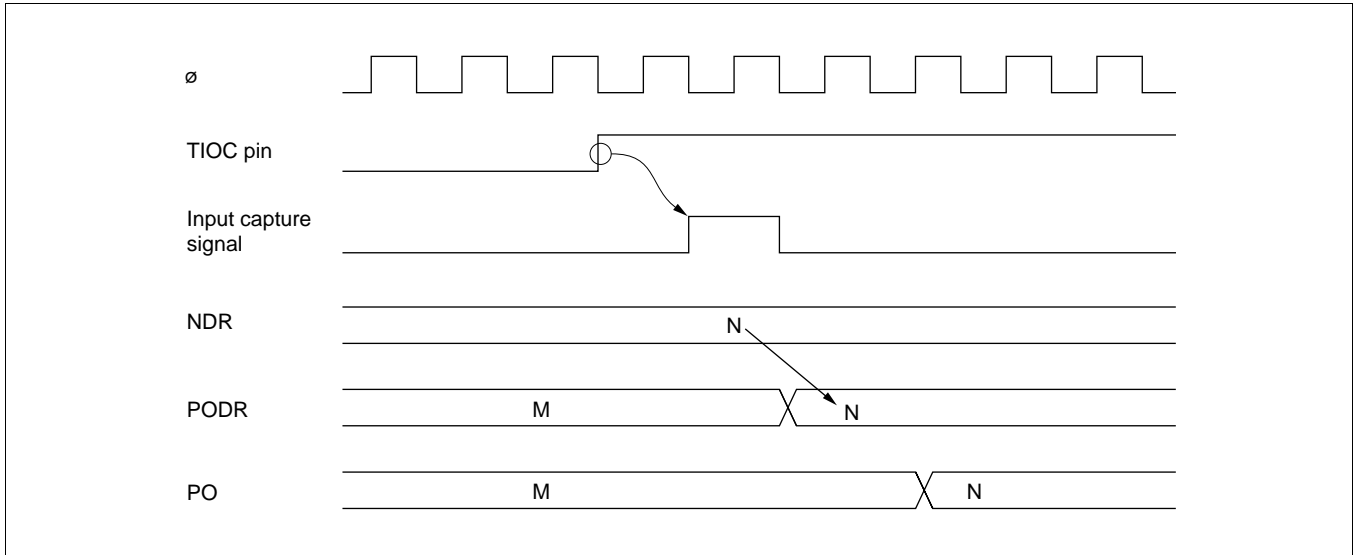 ø
TIOC pin
Input capture
signal
NDR
N
PODR
M
N
PO
M
N